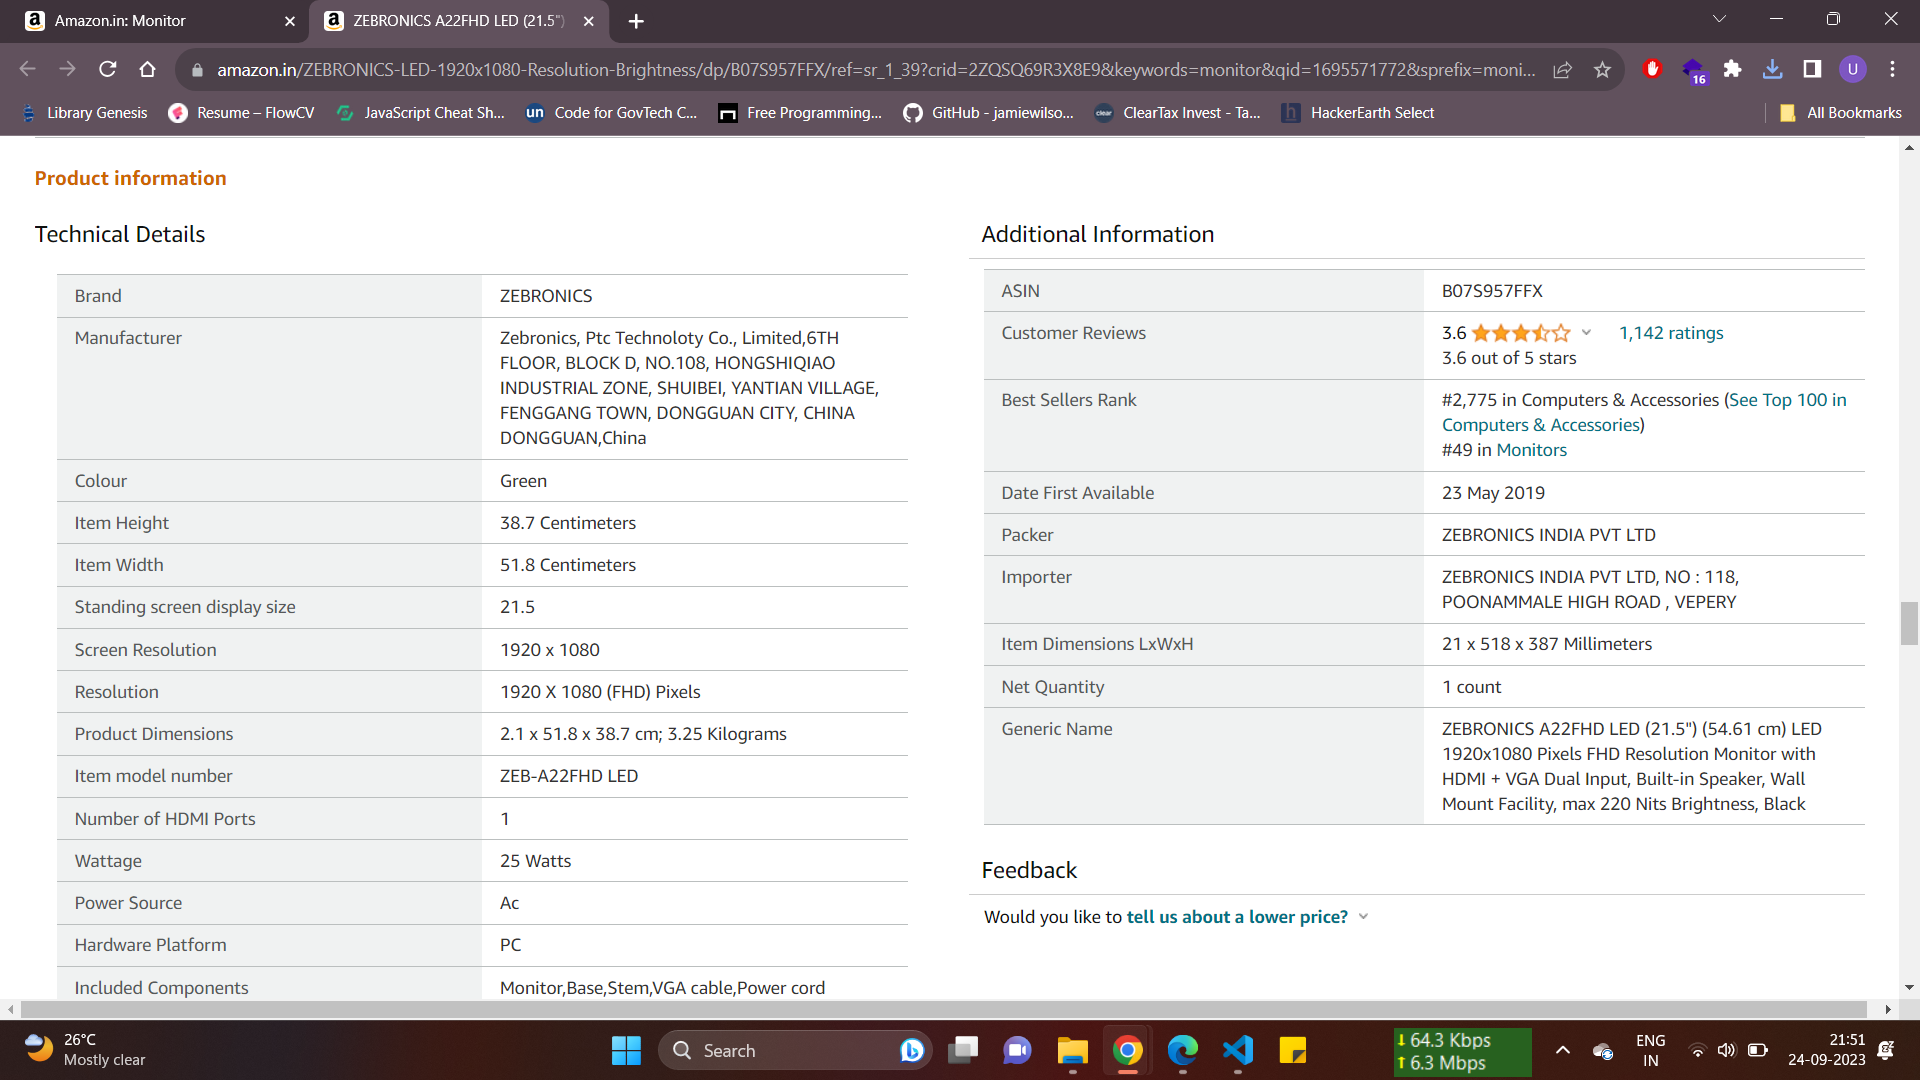 Amazon.in: Monitor
ZEBRONICS A22FHD LED (21.5")
amazon.in/ZEBRONICS-LED-1920x1080-Resolution-Brightness/dp/B07S957FFX/ref=sr_1_39?crid=2ZQSQ69R3X8E9&keywords=monitor&qid=1695571772&sprefix=moni...
16
U
Library Genesis
Resume – FlowCV
JavaScript Cheat Sh...
un
Code for GovTech C...
Free Programming...
GitHub - jamiewilso...
clear
ClearTax Invest - Ta...
h
HackerEarth Select
All Bookmarks
Product information
Technical Details
Brand
ZEBRONICS
Manufacturer
Zebronics, Ptc Technoloty Co., Limited,6TH
FLOOR, BLOCK D, NO.108, HONGSHIQIAO
INDUSTRIAL ZONE, SHUIBEI, YANTIAN VILLAGE,
FENGGANG TOWN, DONGGUAN CITY, CHINA
DONGGUAN,China
Colour
Green
Item Height
38.7 Centimeters
Item Width
51.8 Centimeters
Standing screen display size
21.5
Screen Resolution
1920 x 1080
Resolution
1920 X 1080 (FHD) Pixels
Product Dimensions
2.1 x 51.8 x 38.7 cm; 3.25 Kilograms
Item model number
ZEB-A22FHD LED
Number of HDMI Ports
1
Wattage
25 Watts
Power Source
Ac
Hardware Platform
PC
Included Components
Monitor,Base,Stem,VGA cable,Power cord
Additional Information
ASIN
B07S957FFX
Customer Reviews
3.6 1,142 ratings
3.6 out of 5 stars
Best Sellers Rank
#2,775 in Computers & Accessories (See Top 100 in
Computers & Accessories)
#49 in Monitors
Date First Available
23 May 2019
Packer
ZEBRONICS INDIA PVT LTD
Importer
ZEBRONICS INDIA PVT LTD, NO : 118,
POONAMMALE HIGH ROAD , VEPERY
Item Dimensions LxWxH
21 x 518 x 387 Millimeters
Net Quantity
1 count
Generic Name
ZEBRONICS A22FHD LED (21.5") (54.61 cm) LED
1920x1080 Pixels FHD Resolution Monitor with
HDMI + VGA Dual Input, Built-in Speaker, Wall
Mount Facility, max 220 Nits Brightness, Black
Feedback
Would you like to tell us about a lower price?
26°C
Mostly clear
Search
64.3 Kbps
6.3 Mbps
ENG
IN
21:51
24-09-2023